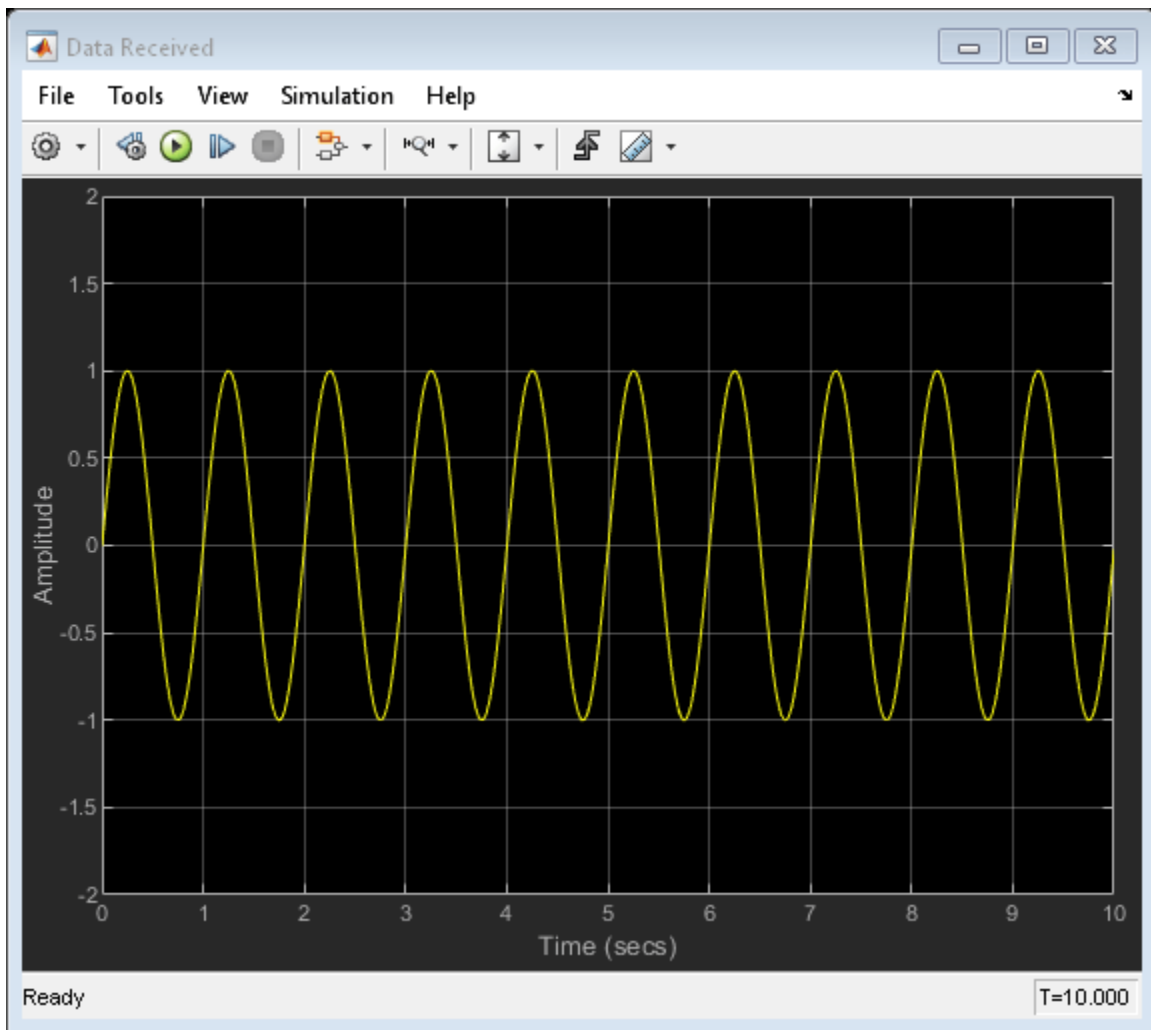 Data Received
File Tools View Simulation Help
2
1.5
1
0.5
0
-0.5
-1
-1.5
-2
Amplitude
0 1 2 3 4 5 6 7 8 9 10
Time (secs)
Ready T=10.000